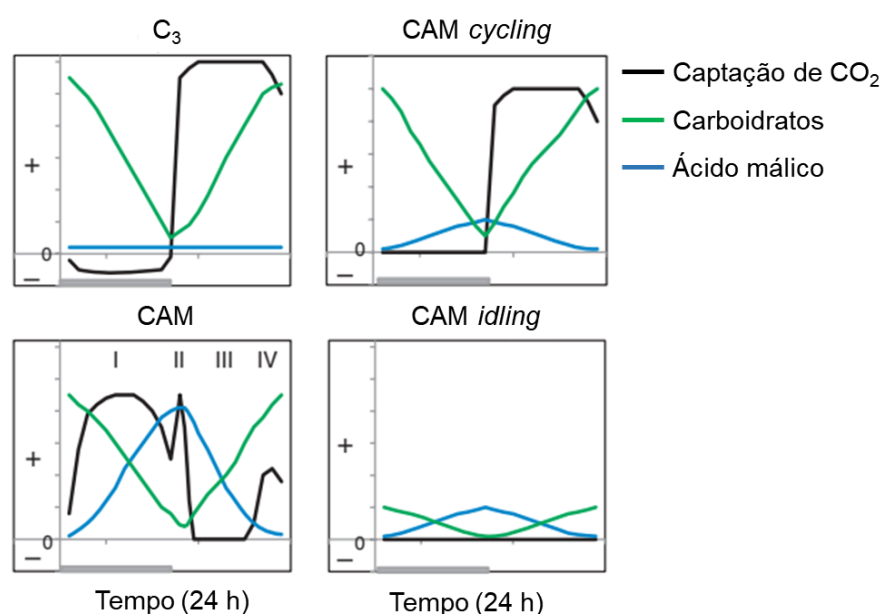 C₃
CAM cycling
Captação de CO₂
Carboidratos
Ácido málico
+
0
–
+
0
–
CAM
CAM idling
I II III IV
+
0
–
+
0
–
Tempo (24 h)
Tempo (24 h)